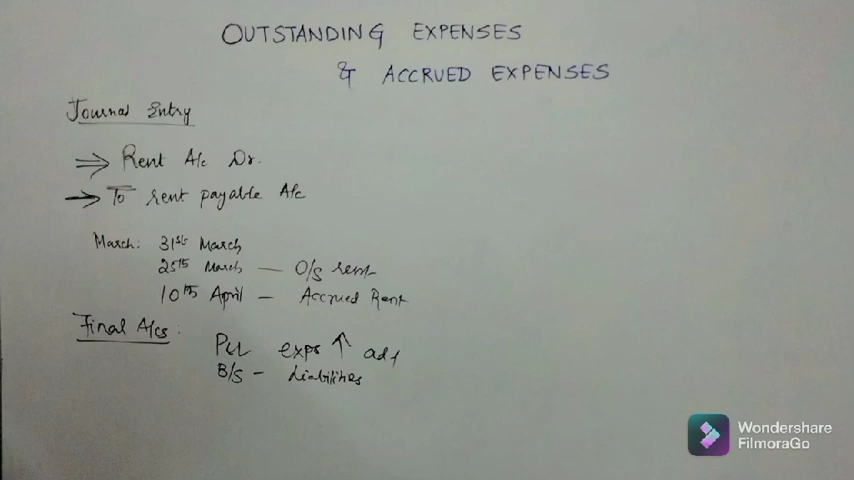 OUTSTANDING EXPENSES
& ACCRUED EXPENSES
Journal Entry
⇒ Rent A/c Dr.
→ To rent payable A/c
March: 31st March
25th March — O/S rent
10th April – Accrued Rent
Final A/cs:
P&L exps ↑ add
B/S – Liabilities
Wondershare
FilmoraGo